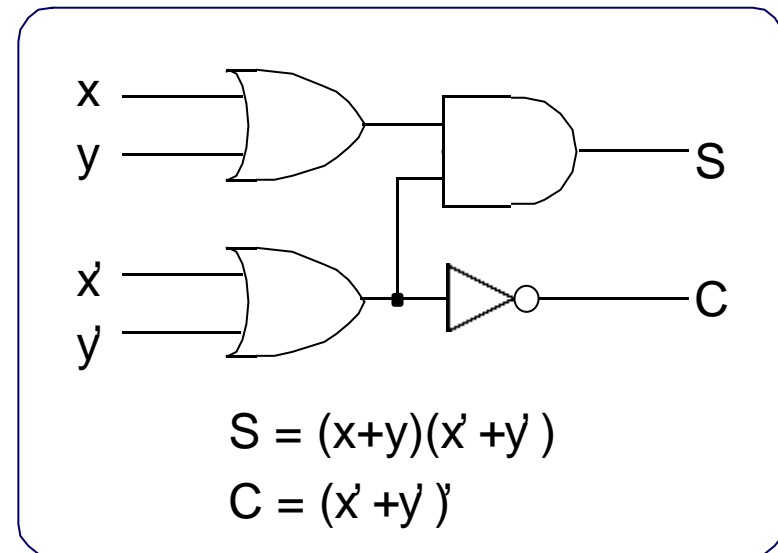 x
y
S
x'
y'
C
S = (x+y)(x' +y' )
C = (x' +y' )'